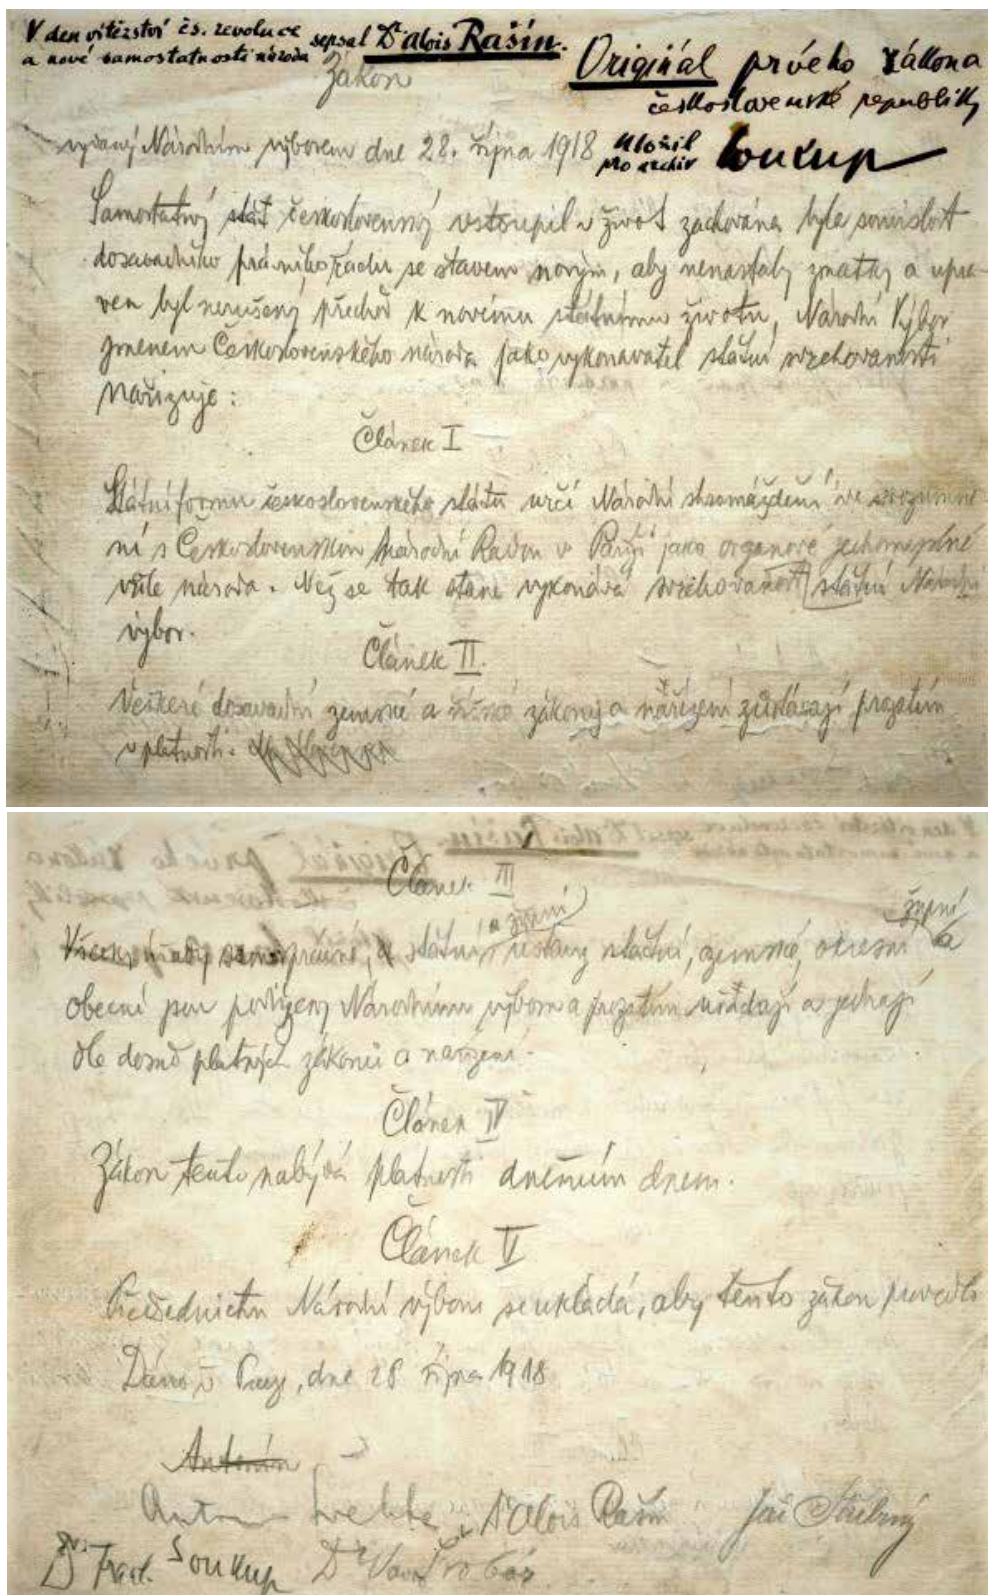 V den vítězství čs. revoluce sepsal Dr Alois Rašín.
a nové samostatnosti národa
Originál prvého zákona
československé republiky
Uložil
pro archiv Soukup
Zákon
vydaný Národním výborem dne 28. října 1918
Samostatný stát československý vstoupil v život zachována byla souvislost
dosavadního právního řádu se stavem novým, aby nenastaly zmatky a upra-
ven byl nerušený přechod k novému státnímu životu, Národní Výbor
jménem Československého národa jako vykonavatel státní svrchovanosti
nařizuje:
Článek I
Státní formu československého státu určí Národní shromáždění ve srozumě
ní s Československou Národní Radou v Paříži jako orgánové jednomyslné
vůle národa. Než se tak stane vykonává svrchovanost státní Národní
výbor.
Článek II.
Veškeré dosavadní zemské a říšské zákony a nařízení zůstávají prozatím
v platnosti.
Článek III
a župní župní
samosprávné, státní ústavy státní, zemské, okresní a
obecní jsou podřízeny Národnímu výboru a prozatím úřadují a jednají
dle dosud platných zákonů a nařízení.
Článek IV
Zákon tento nabývá platnosti dnešním dnem.
Článek V
Předsednictvu Národní výboru se ukládá, aby tento zákon provedlo
Dáno v Praze, dne 28 října 1918
Antonín
Antonín Švehla Dr Alois Rašín Jiří Stříbrný
Dr. Frant. Soukup Dr Vavro Šrobár